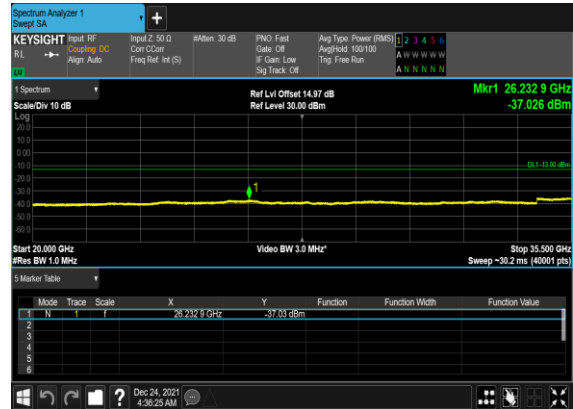 Spectrum Analyzer 1
Swept SA
+
KEYSIGHT Input: RF Input Z: 50 Ω #Atten: 30 dB PNO: Fast Avg Type: Power (RMS) 1 2 3 4 5 6
RL Coupling: DC Corr CCorr Gate: Off Avg|Hold: 100/100 A W W W W W
Align: Auto Freq Ref: Int (S) IF Gain: Low Trig: Free Run
Sig Track: Off A N N N N N
1 Spectrum Ref Lvl Offset 14.97 dB Mkr1 26.232 9 GHz
Scale/Div 10 dB Ref Level 30.00 dBm -37.026 dBm
Log
20.0
10.0
0.00
-10.0
DL1 -13.00 dBm
-20.0
-30.0
1
-40.0
-50.0
-60.0
Start 20.000 GHz Video BW 3.0 MHz* Stop 35.500 GHz
#Res BW 1.0 MHz Sweep ~30.2 ms (40001 pts)
5 Marker Table
Mode Trace Scale X Y Function Function Width Function Value
1 N 1 f 26.232 9 GHz -37.03 dBm
2
3
4
5
6
? Dec 24, 2021
4:36:25 AM